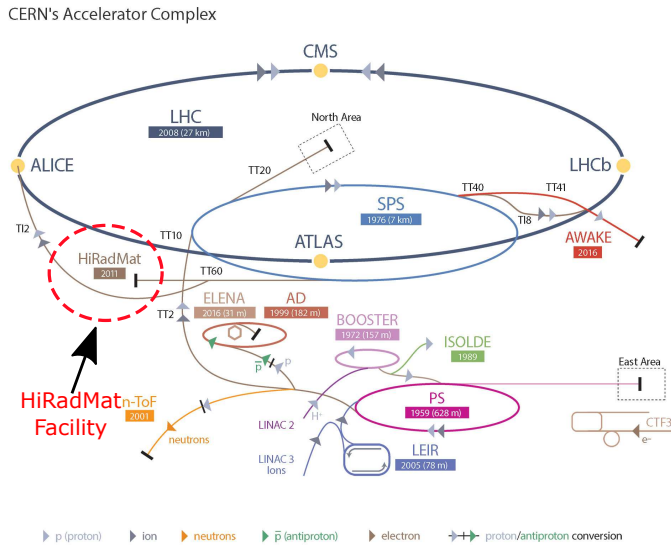 CERN's Accelerator Complex
CMS
LHC
2008 (27 km)
North Area
ALICE
LHCb
TT20
TT40
TT41
SPS
1976 (7 km)
TI8
TI2
TT10
ATLAS
AWAKE
2016
HiRadMat
2011
TT60
ELENA
2016 (31 m)
AD
1999 (182 m)
TT2
BOOSTER
1972 (157 m)
ISOLDE
1989
p
p̅
East Area
HiRadMat
Facility
n-ToF
2001
PS
1959 (628 m)
H⁺
LINAC 2
neutrons
CTF3
e-
LINAC 3
Ions
LEIR
2005 (78 m)
p (proton)
ion
neutrons
p̅ (antiproton)
electron
proton/antiproton conversion